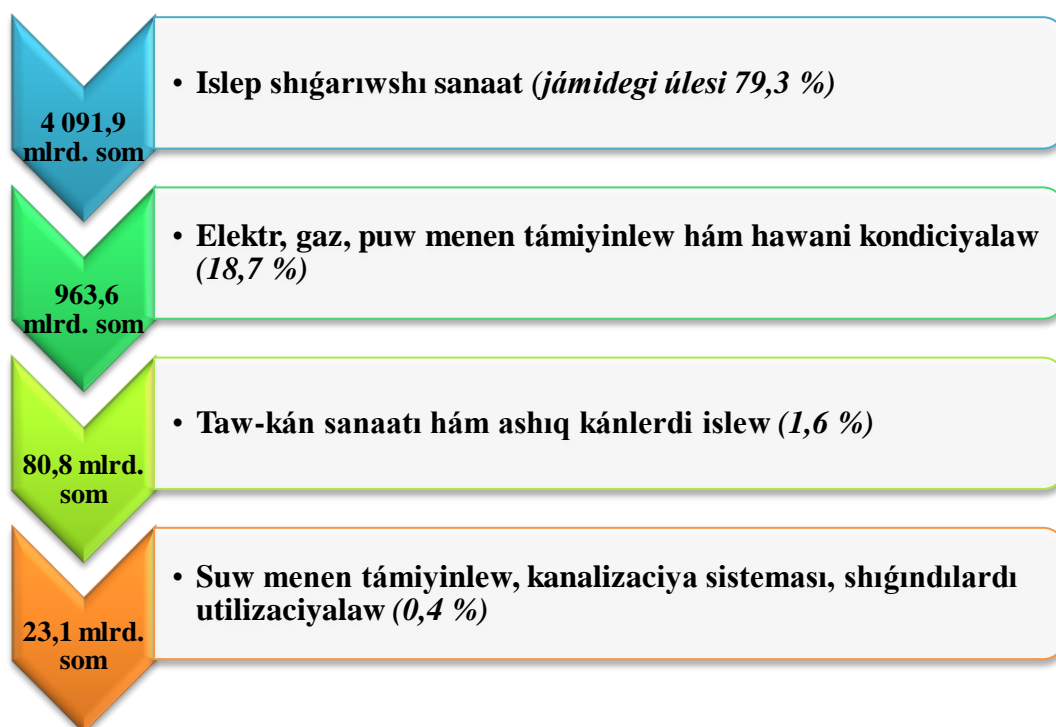 4 091,9
mlrd. som
• Islep shıǵarıwshı sanaat (jámidegi úlesi 79,3 %)
963,6
mlrd. som
• Elektr, gaz, puw menen támiyinlew hám hawani kondiciyalaw
(18,7 %)
80,8 mlrd.
som
• Taw-kán sanaatı hám ashıq kánlerdi islew (1,6 %)
23,1 mlrd.
som
• Suw menen támiyinlew, kanalizaciya sisteması, shıǵındılardı
utilizaciyalaw (0,4 %)